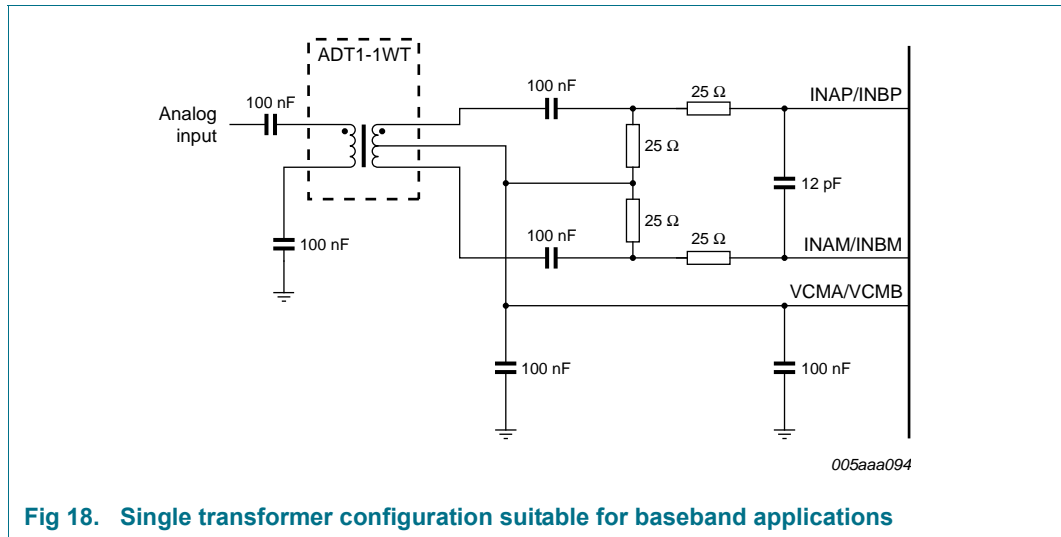 ADT1-1WT
100 nF
Analog
input
100 nF
100 nF
25 Ω
INAP/INBP
25 Ω
12 pF
25 Ω
100 nF
25 Ω
INAM/INBM
VCMA/VCMB
100 nF
100 nF
005aaa094
Fig 18. Single transformer configuration suitable for baseband applications